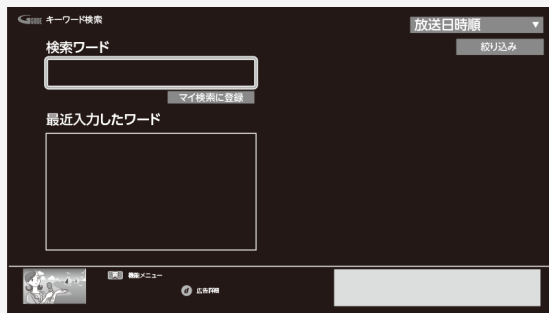 GGUIDE キーワード検索
放送日時順 ▼
検索ワード
絞り込み
マイ検索に登録
最近入力したワード
機能メニュー
d 広告詳細